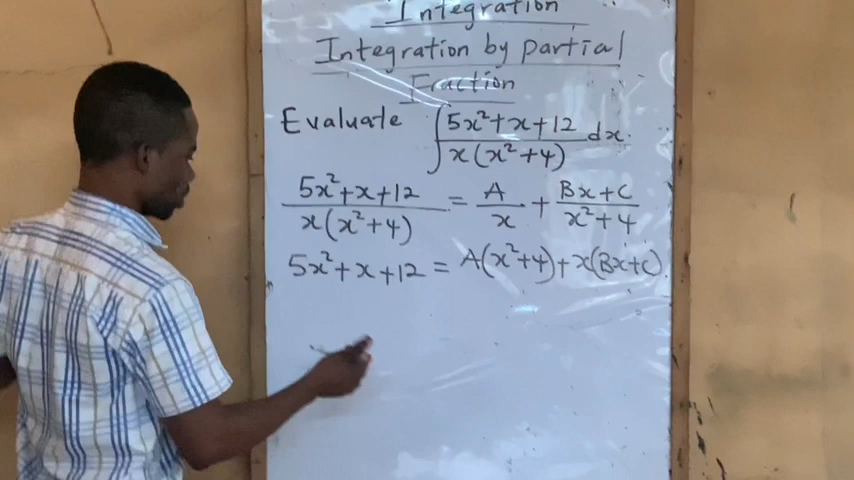 Integration
Integration by partial
Fraction
Evaluate ∫ (5x²+x+12)/(x(x²+4)) dx.
(5x²+x+12)/(x(x²+4)) = A/x + (Bx+C)/(x²+4)
5x²+x+12 = A(x²+4)+x(Bx+C)